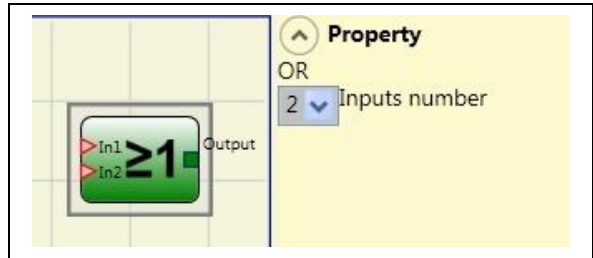 Property
OR
2 Inputs number
In1 ≥1 Output
In2